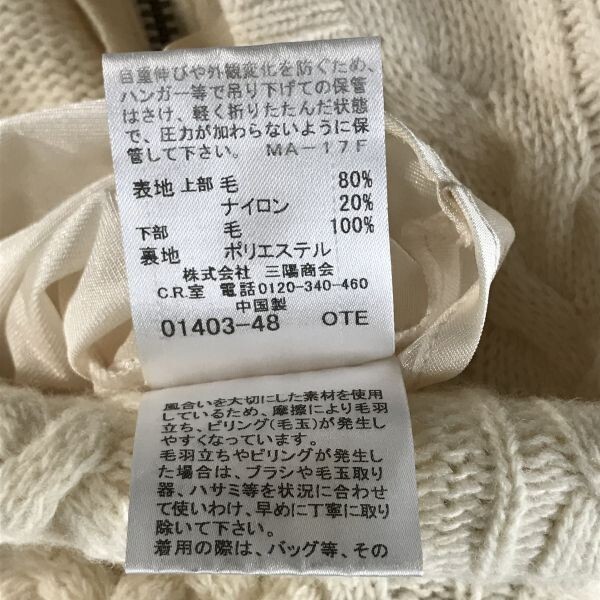 自重伸びや外観変化を防ぐため、
ハンガー等で吊り下げての保管
はさけ、軽く折りたたんだ状態
で、圧力が加わらないように保
管して下さい。 MA-17F
表地 上部 毛 80%
ナイロン 20%
下部 毛 100%
裏地 ポリエステル
株式会社 三陽商会
C.R.室 電話0120-340-460
中国製
01403-48 OTE
風合いを大切にした素材を使用
しているため、摩擦により毛羽
立ち、ピリング(毛玉)が発生し
やすくなっています。
毛羽立ちやピリングが発生し
た場合は、ブラシや毛玉取り
器、ハサミ等を状況に合わせ
て使いわけ、早めに丁寧に取り
除いて下さい。
着用の際は、バッグ等、その